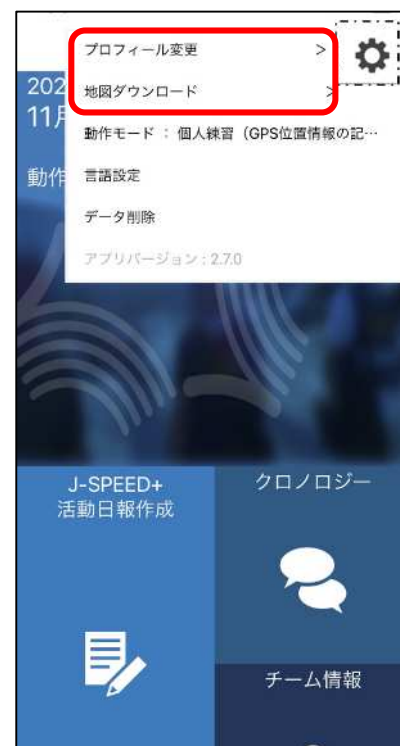 プロフィール変更 >
202
地図ダウンロード >
11月
動作モード : 個人練習（GPS位置情報の記…
動作
言語設定
データ削除
アプリバージョン : 2.7.0
J-SPEED+
活動日報作成
クロノロジー
チーム情報